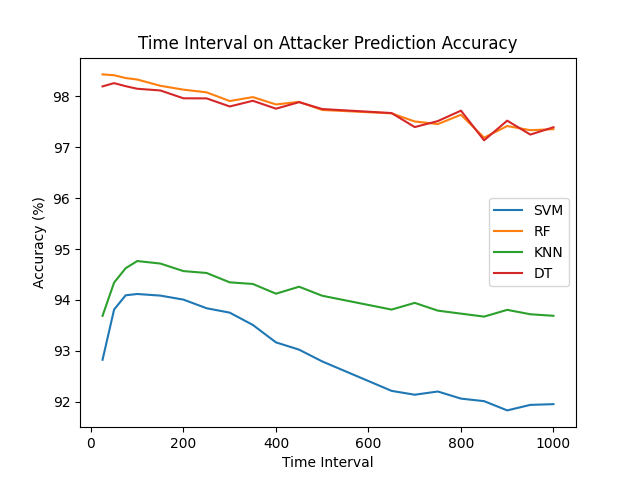 Time Interval on Attacker Prediction Accuracy
98
97
96
95
94
93
92
Accuracy (%)
SVM
RF
KNN
DT
0 200 400 600 800 1000
Time Interval